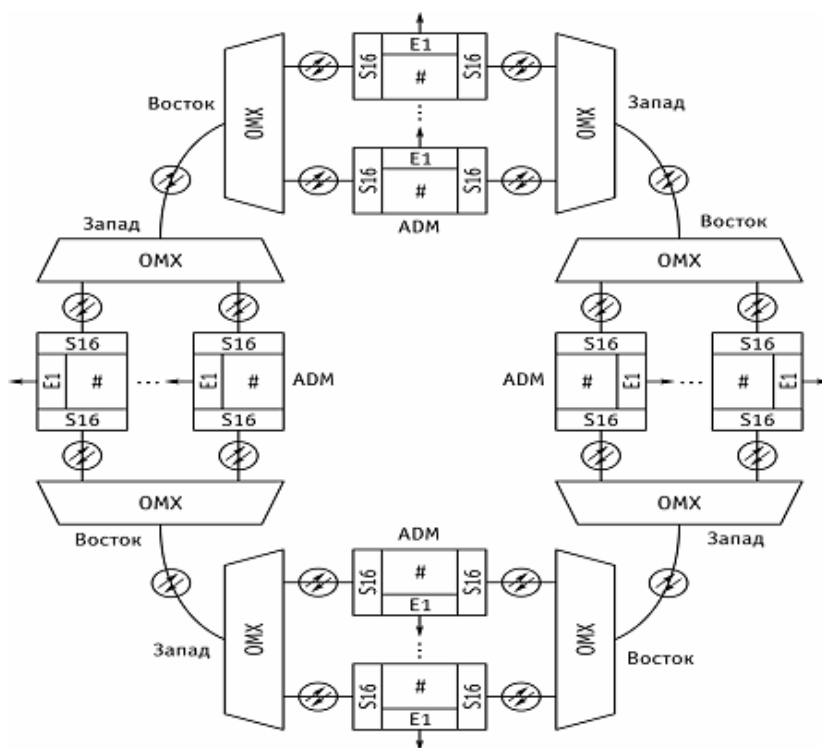 E1
S16 # S16
Восток
OMX
OMX
Запад
E1
S16 # S16
ADM
Запад
Восток
OMX
OMX
S16
S16
S16
S16
E1 #
E1 #
ADM
ADM
# E1
# E1
S16
S16
S16
S16
OMX
OMX
Восток
ADM
Запад
S16 # S16
E1
OMX
OMX
Запад
Восток
S16 # S16
E1